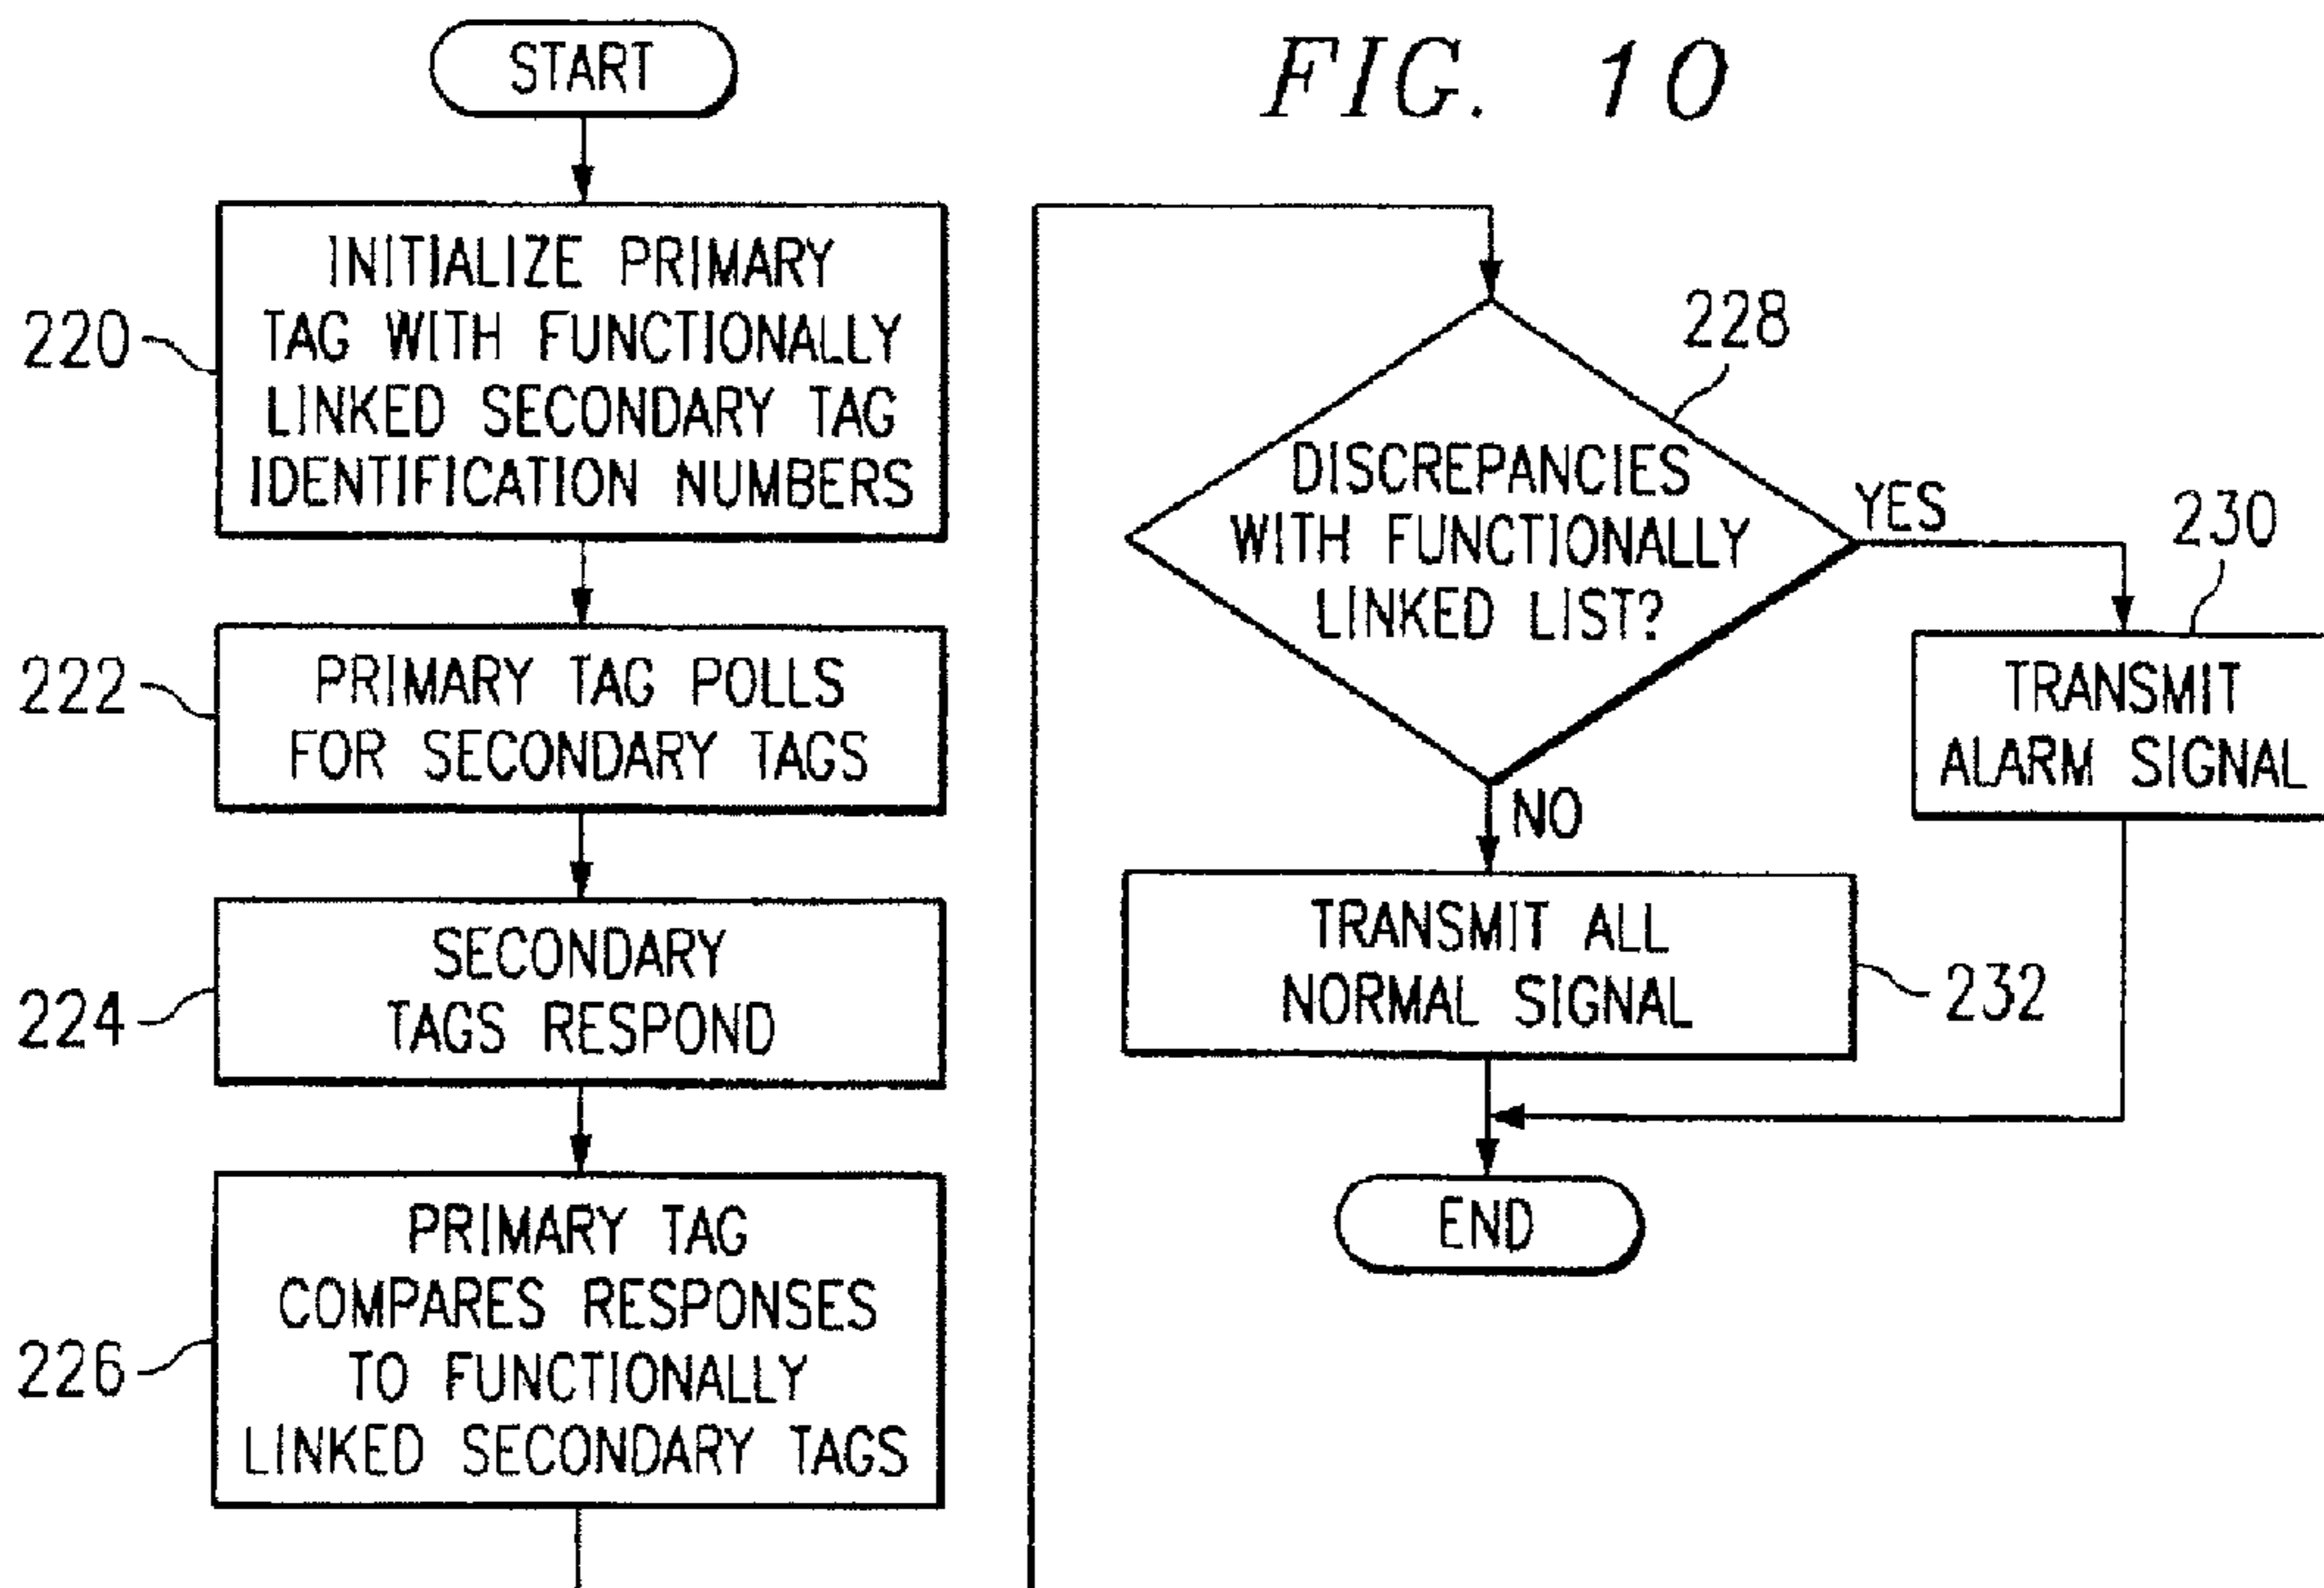 FIG. 10
START
220
INITIALIZE PRIMARY
TAG WITH FUNCTIONALLY
LINKED SECONDARY TAG
IDENTIFICATION NUMBERS
222
PRIMARY TAG POLLS
FOR SECONDARY TAGS
224
SECONDARY
TAGS RESPOND
226
PRIMARY TAG
COMPARES RESPONSES
TO FUNCTIONALLY
LINKED SECONDARY TAGS
228
DISCREPANCIES
WITH FUNCTIONALLY
LINKED LIST?
YES
230
TRANSMIT
ALARM SIGNAL
NO
TRANSMIT ALL
NORMAL SIGNAL
232
END